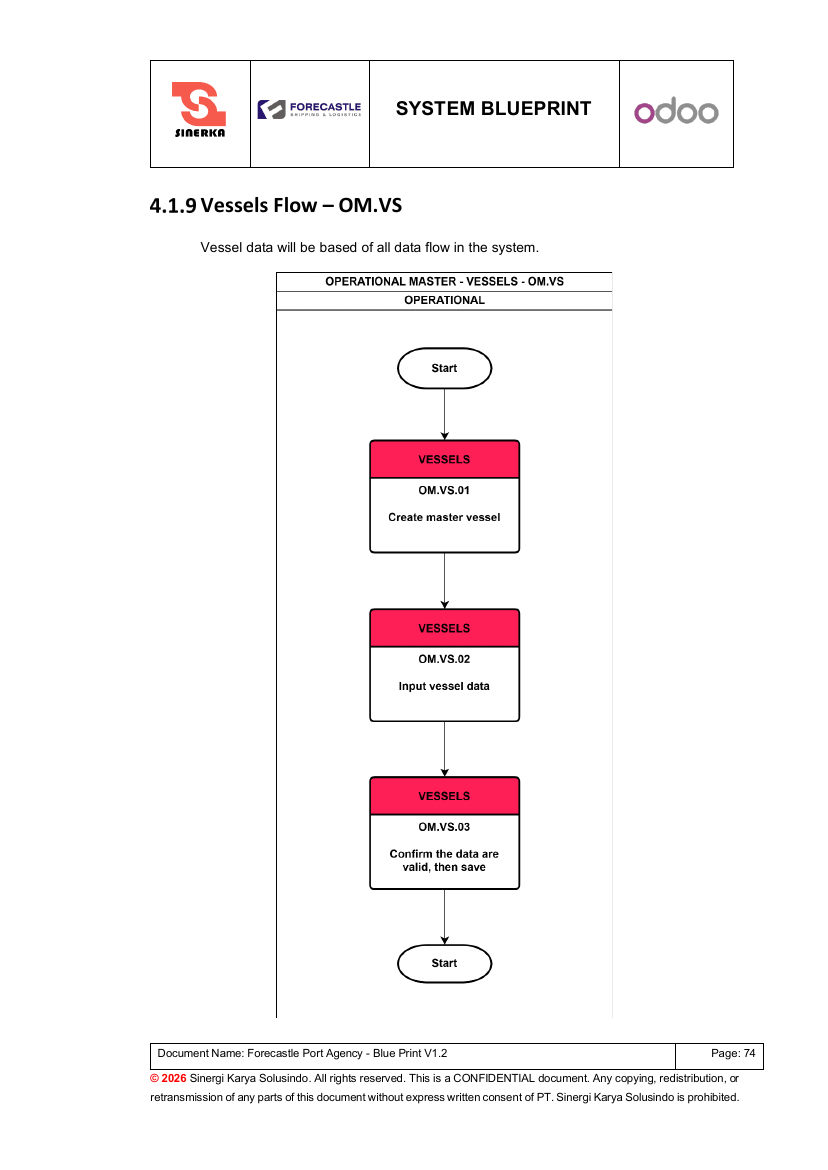 SINERKA
FORECASTLE
SHIPPING & LOGISTICS
SYSTEM BLUEPRINT
odoo
4.1.9 Vessels Flow – OM.VS
Vessel data will be based of all data flow in the system.
OPERATIONAL MASTER - VESSELS - OM.VS
OPERATIONAL
Start
VESSELS
OM.VS.01
Create master vessel
VESSELS
OM.VS.02
Input vessel data
VESSELS
OM.VS.03
Confirm the data are
valid, then save
Start
Document Name: Forecastle Port Agency - Blue Print V1.2
Page: 74
© 2026 Sinergi Karya Solusindo. All rights reserved. This is a CONFIDENTIAL document. Any copying, redistribution, or
retransmission of any parts of this document without express written consent of PT. Sinergi Karya Solusindo is prohibited.